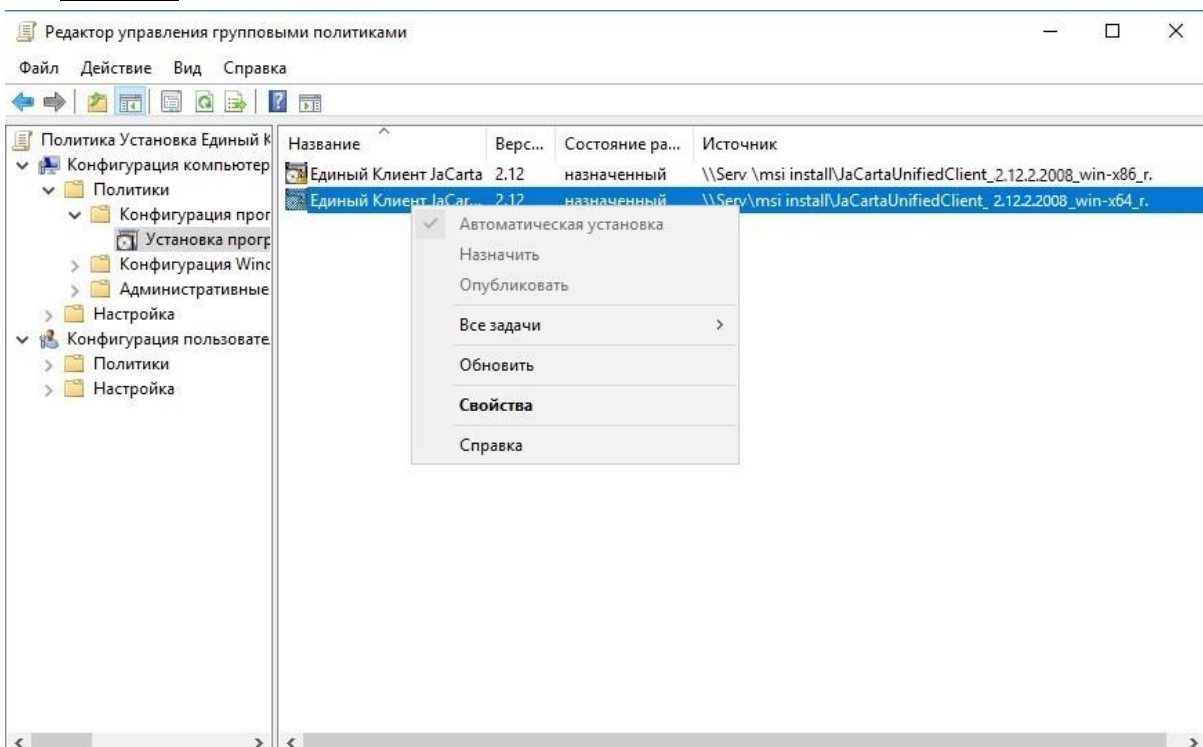 Редактор управления групповыми политиками
Файл Действие Вид Справка
Политика Установка Единый К
Конфигурация компьютер
Политики
Конфигурация прог
Установка прогр
Конфигурация Winc
Административные
Настройка
Конфигурация пользовате
Политики
Настройка
Название Верс... Состояние ра... Источник
Единый Клиент JaCarta 2.12 назначенный \\Serv \msi install\JaCartaUnifiedClient_2.12.2.2008_win-x86_r.
Единый Клиент JaCar... 2.12 назначенный \\Serv\msi install\JaCartaUnifiedClient_ 2.12.2.2008_win-x64_r.
Автоматическая установка
Назначить
Опубликовать
Все задачи
Обновить
Свойства
Справка